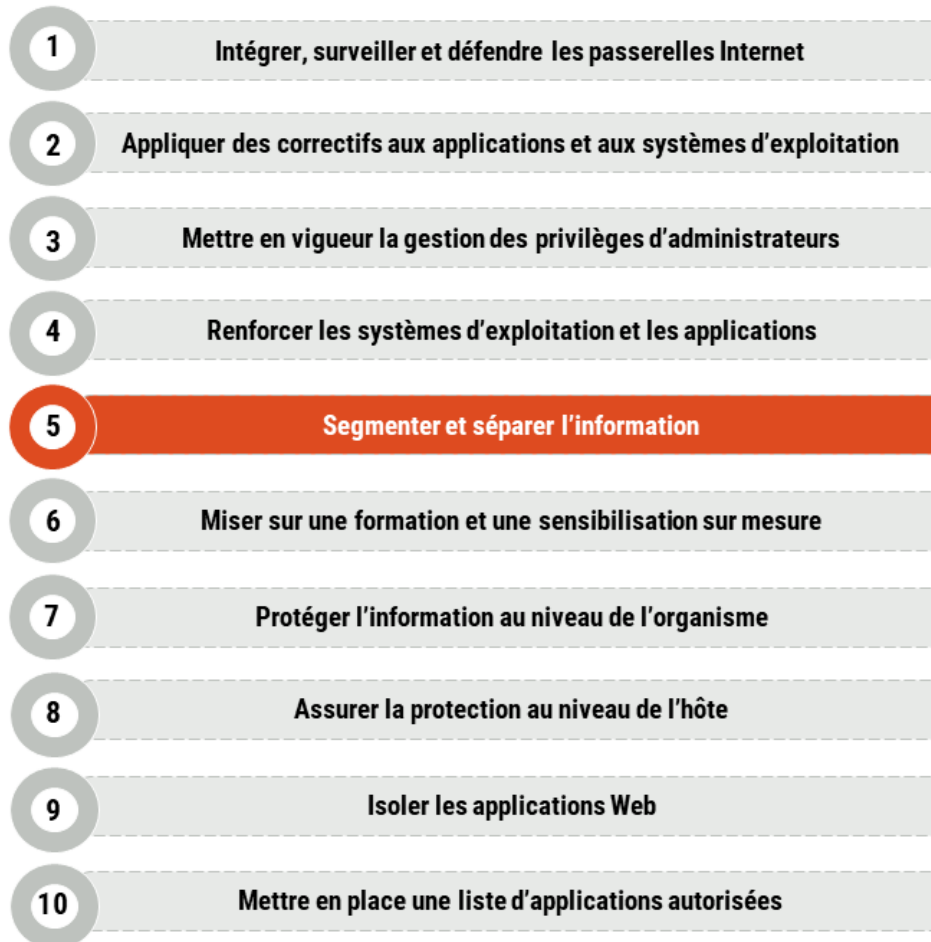 1
Intégrer, surveiller et défendre les passerelles Internet
2
Appliquer des correctifs aux applications et aux systèmes d'exploitation
3
Mettre en vigueur la gestion des privilèges d'administrateurs
4
Renforcer les systèmes d'exploitation et les applications
5
Segmenter et séparer l'information
6
Miser sur une formation et une sensibilisation sur mesure
7
Protéger l'information au niveau de l'organisme
8
Assurer la protection au niveau de l'hôte
9
Isoler les applications Web
10
Mettre en place une liste d'applications autorisées